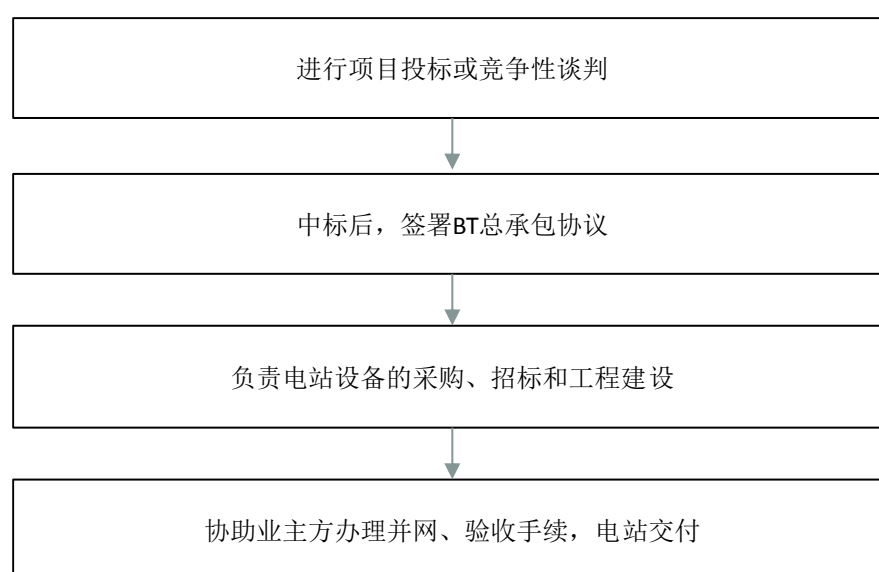 进行项目投标或竞争性谈判
中标后，签署BT总承包协议
负责电站设备的采购、招标和工程建设
协助业主方办理并网、验收手续，电站交付